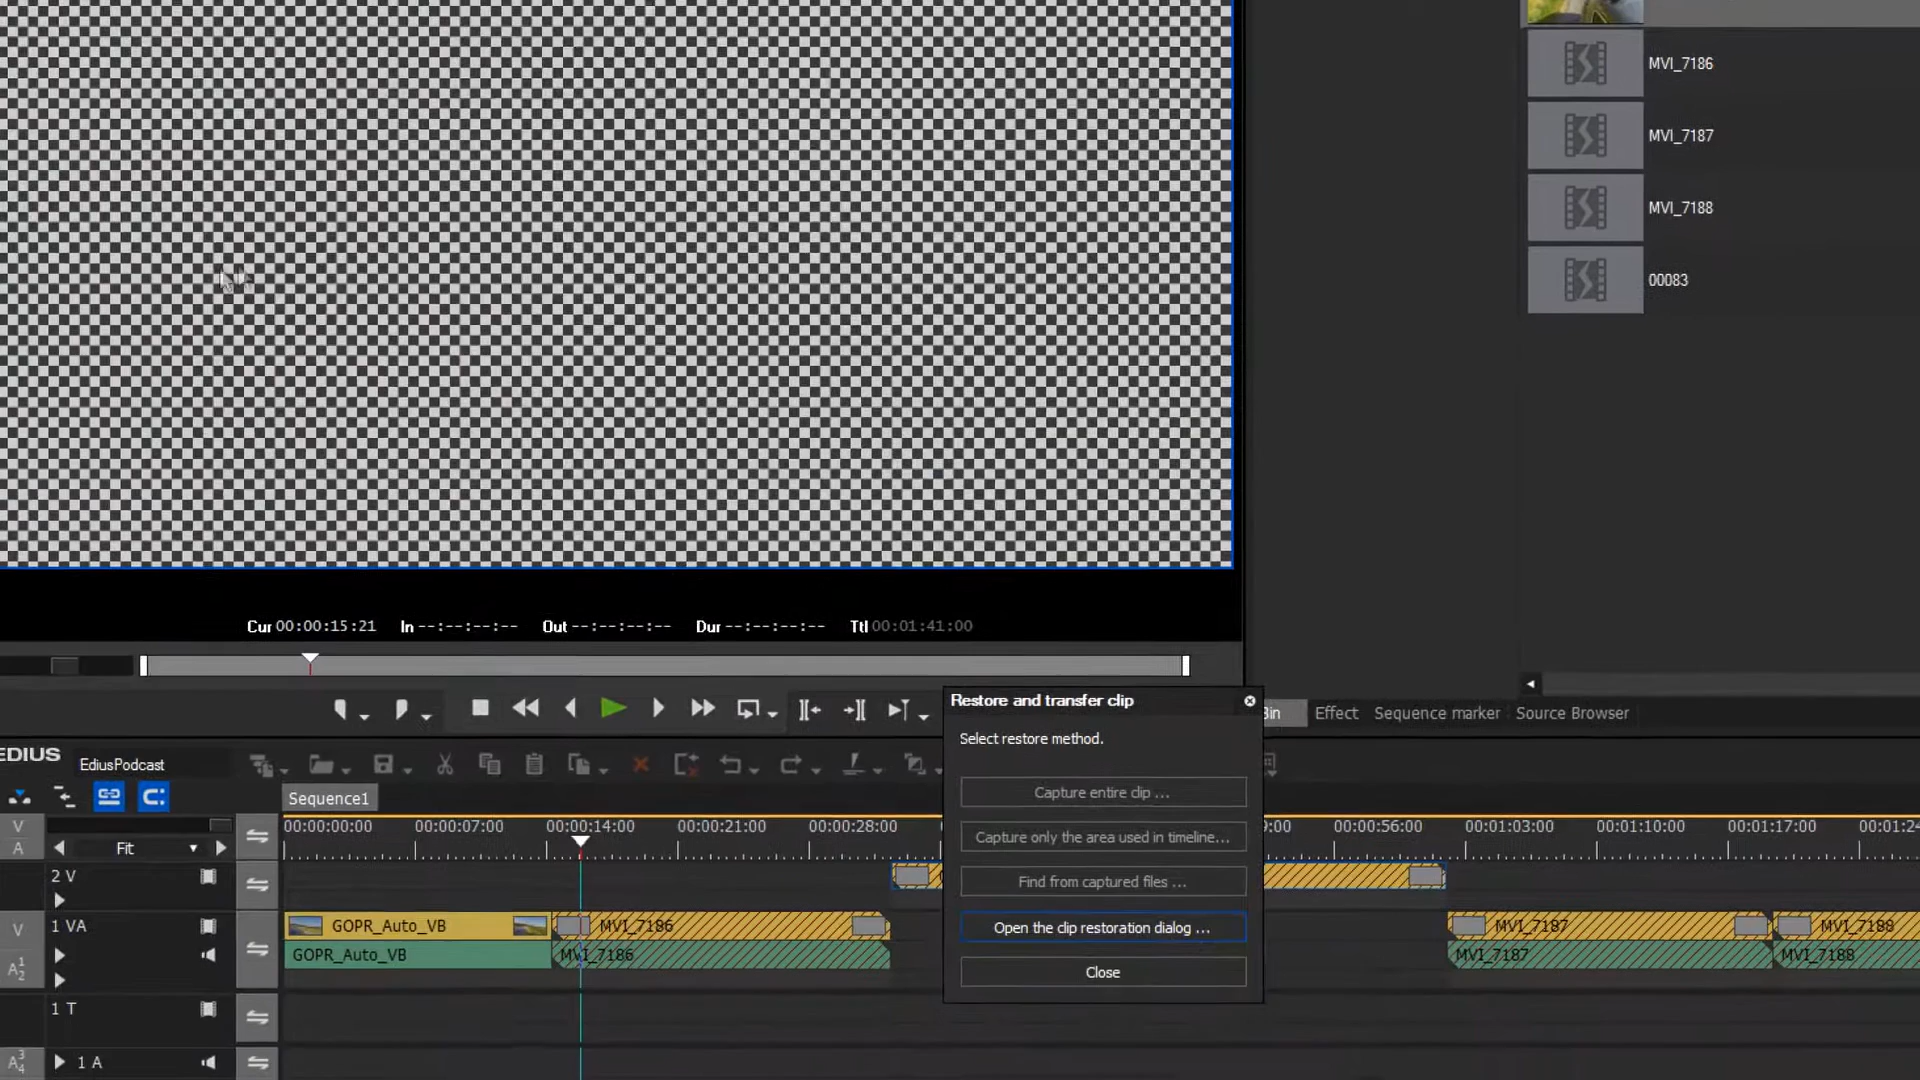 MVI_7186
MVI_7187
MVI_7188
00083
Cur 00:00:15:21 In --:--:--:-- Out --:--:--:-- Dur --:--:--:-- Ttl 00:01:41:00
Restore and transfer clip
Select restore method.
Capture entire clip ...
Capture only the area used in timeline...
Find from captured files ...
Open the clip restoration dialog ...
Close
Bin Effect Sequence marker Source Browser
EDIUS EdiusPodcast
Sequence1
V
A
Fit
00:00:00:00 00:00:07:00 00:00:14:00 00:00:21:00 00:00:28:00 00:00:56:00 00:01:03:00 00:01:10:00 00:01:17:00
2 V
V 1 VA GOPR_Auto_VB MVI_7186 MVI_7187 MVI_7188
A12 GOPR_Auto_VB MVI_7186 MVI_7187 MVI_7188
1 T
A34 1 A